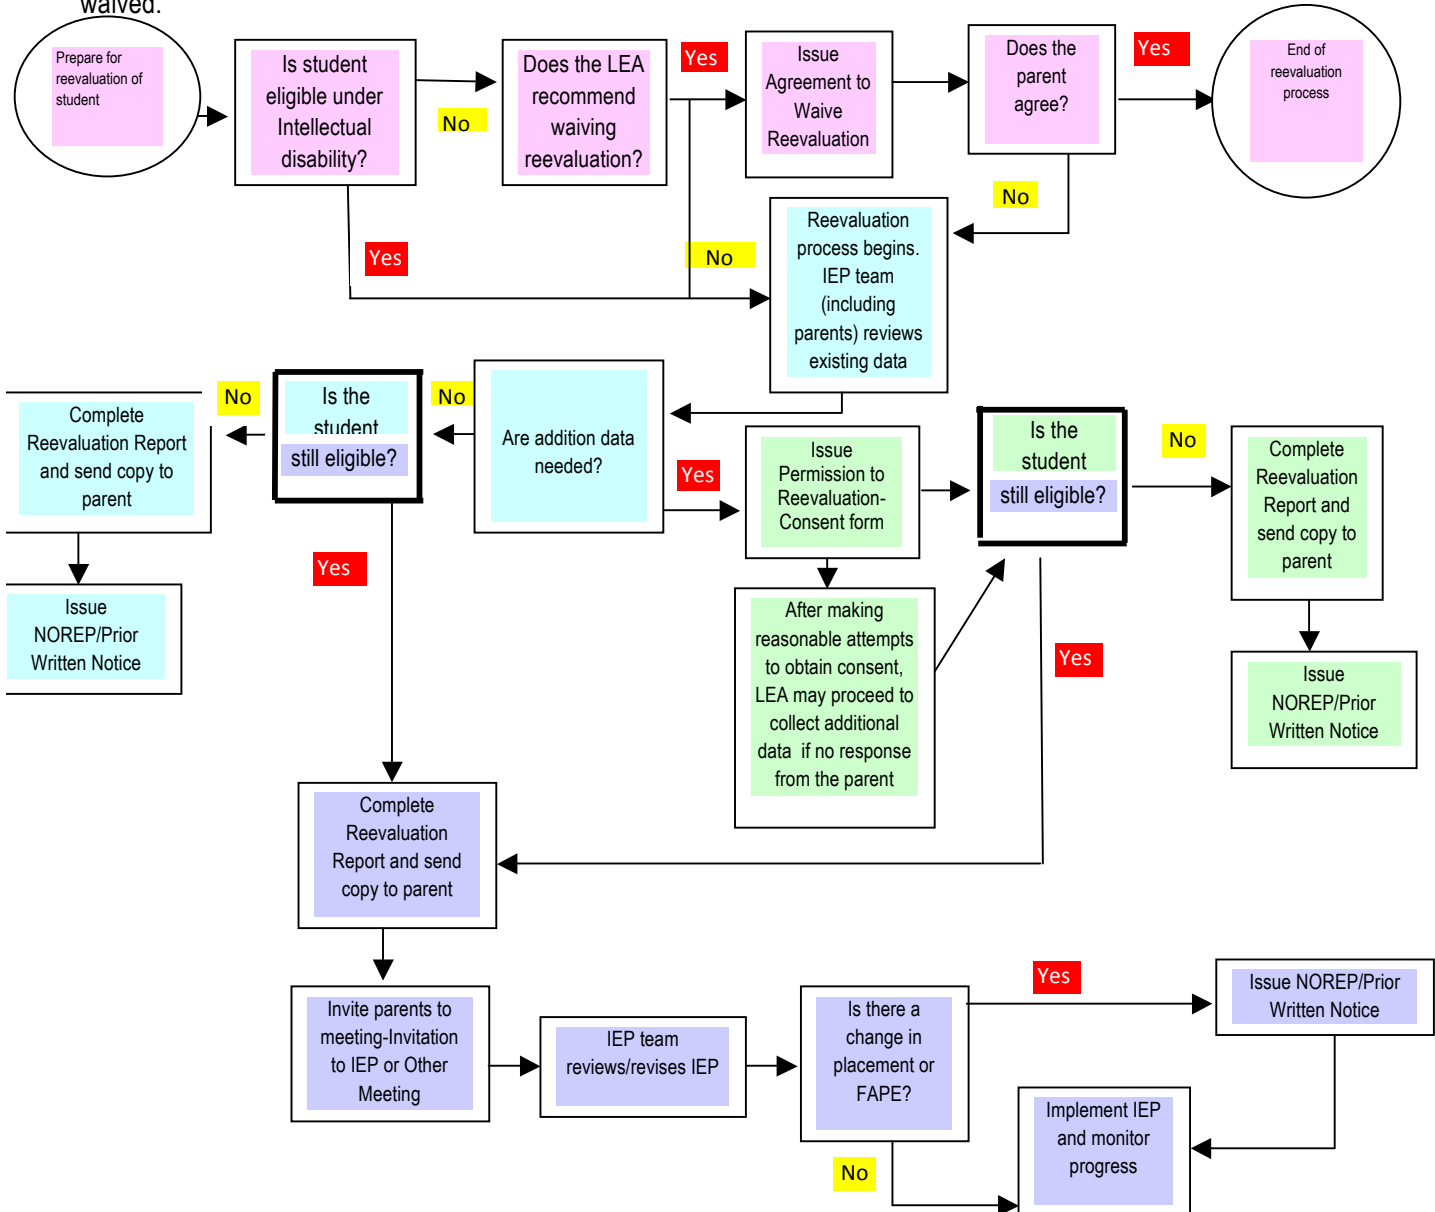 waived.
Prepare for
reevaluation of
student
Is student
eligible under
Intellectual
disability?
No
Does the LEA
recommend
waiving
reevaluation?
Yes
Issue
Agreement to
Waive
Reevaluation
Does the
parent
agree?
Yes
End of
reevaluation
process
No
Yes
No
Reevaluation
process begins.
IEP team
(including
parents) reviews
existing data
Complete
Reevaluation Report
and send copy to
parent
No
Is the
student
still eligible?
No
Are addition data
needed?
Yes
Issue
Permission to
Reevaluation-
Consent form
Is the
student
still eligible?
No
Complete
Reevaluation
Report and
send copy to
parent
Yes
Issue
NOREP/Prior
Written Notice
After making
reasonable attempts
to obtain consent,
LEA may proceed to
collect additional
data  if no response
from the parent
Yes
Issue
NOREP/Prior
Written Notice
Complete
Reevaluation
Report and send
copy to parent
Invite parents to
meeting-Invitation
to IEP or Other
Meeting
IEP team
reviews/revises IEP
Is there a
change in
placement or
FAPE?
Yes
Issue NOREP/Prior
Written Notice
No
Implement IEP
and monitor
progress